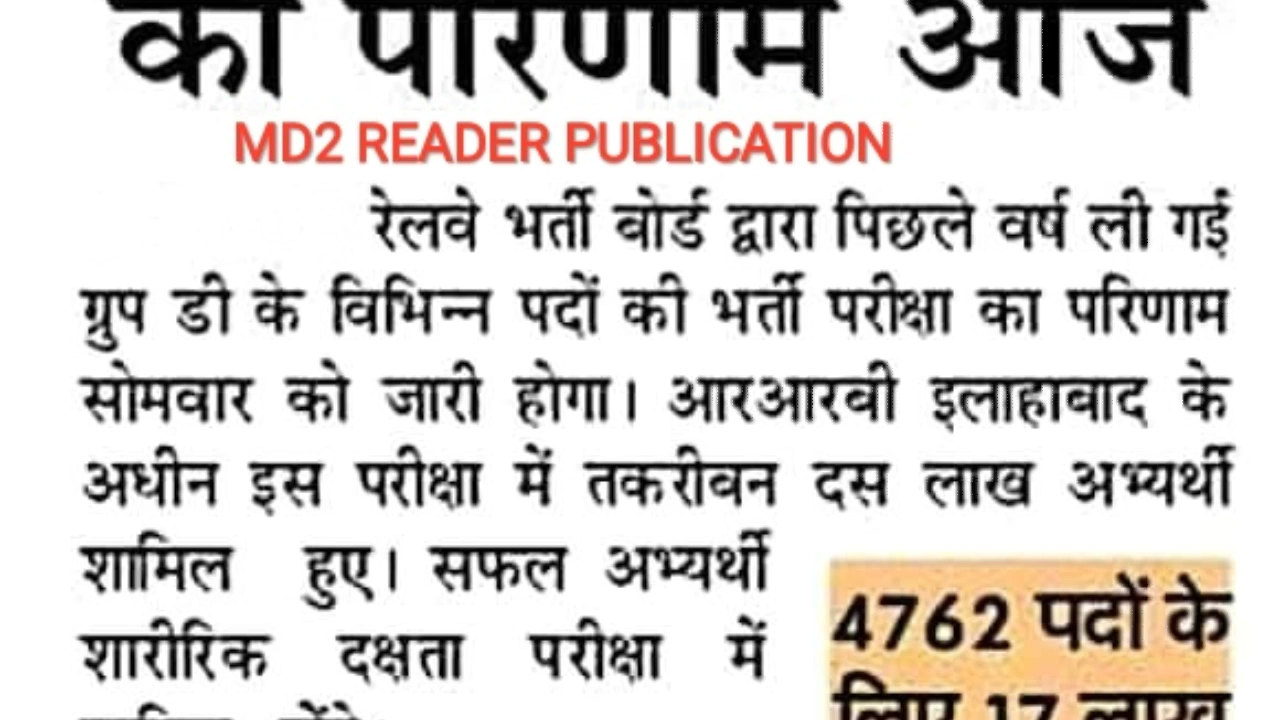 का परिणाम आज
MD2 READER PUBLICATION
रेलवे भर्ती बोर्ड द्वारा पिछले वर्ष ली गई
ग्रुप डी के विभिन्न पदों की भर्ती परीक्षा का परिणाम
सोमवार को जारी होगा। आरआरबी इलाहाबाद के
अधीन इस परीक्षा में तकरीबन दस लाख अभ्यर्थी
शामिल हुए। सफल अभ्यर्थी
शारीरिक दक्षता परीक्षा में
4762 पदों के
लिए 17 लाख